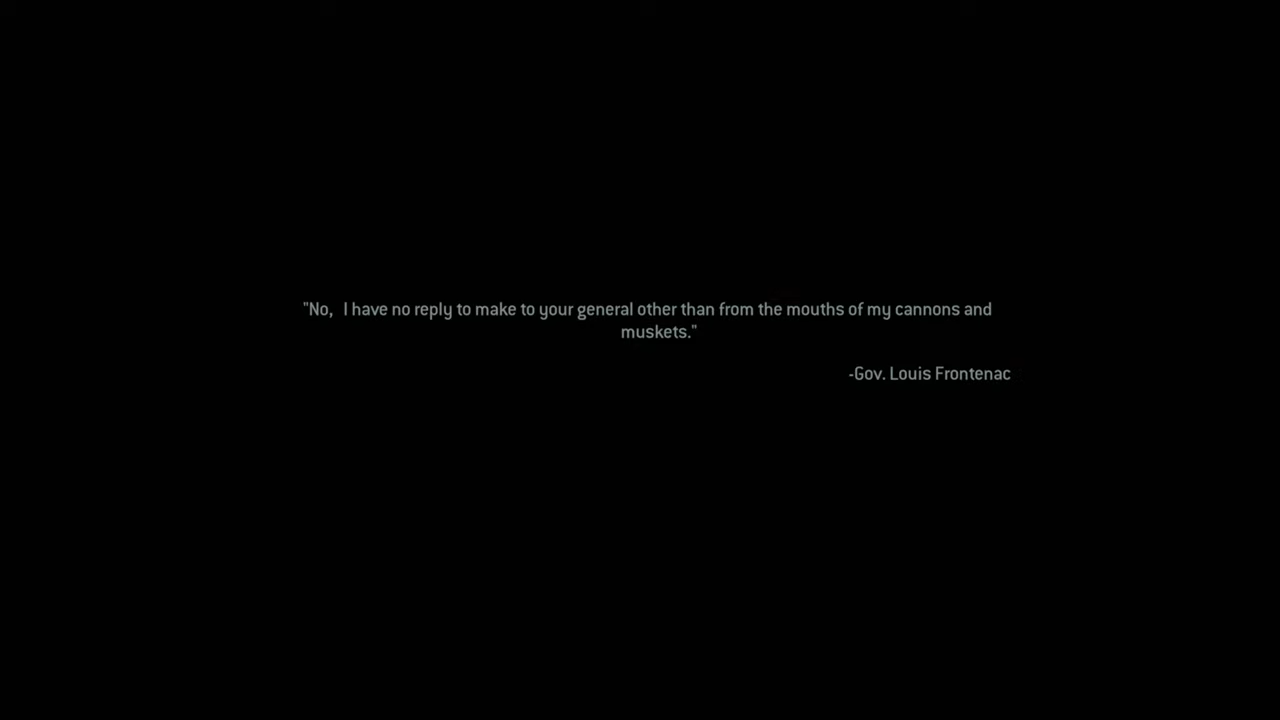 "No,  I have no reply to make to your general other than from the mouths of my cannons and
muskets."
-Gov. Louis Frontenac